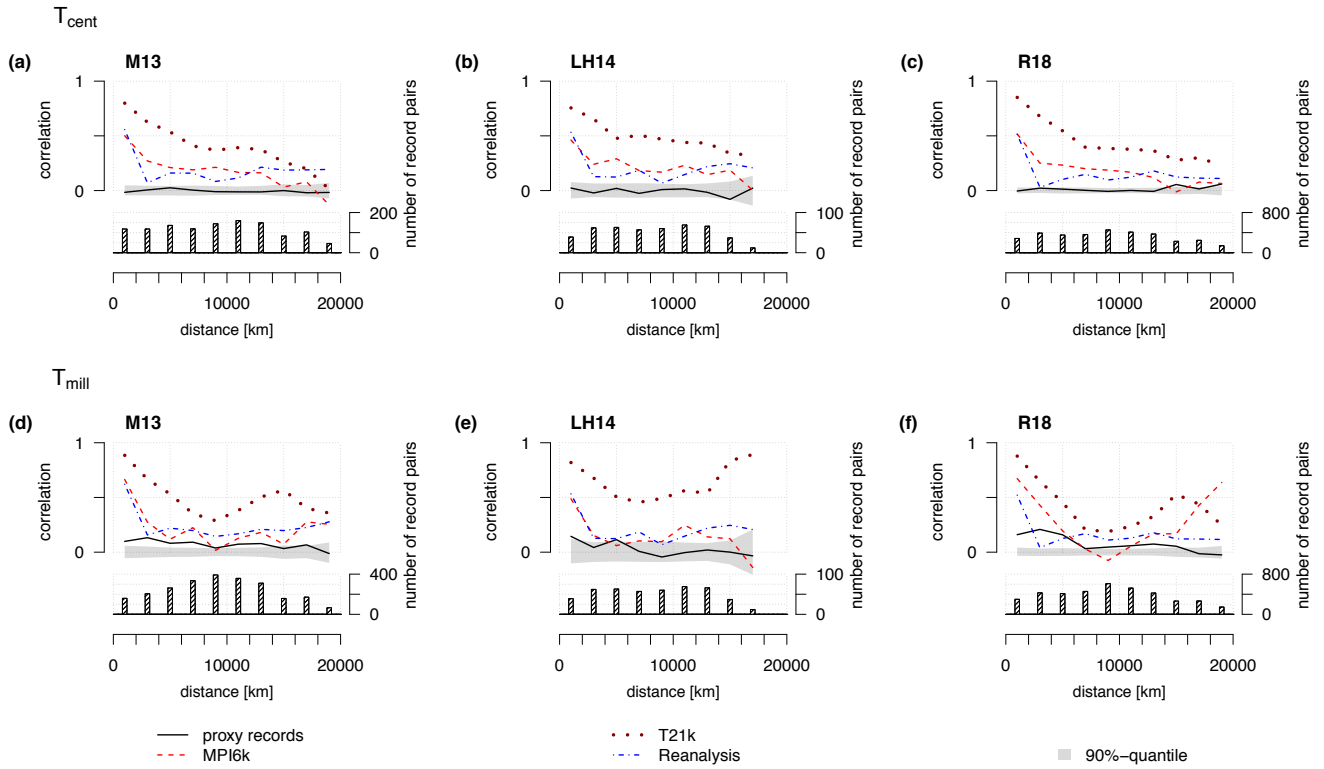 Tcent
(a) M13 (b) LH14 (c) R18
correlation 1 0 number of record pairs 200 0
correlation 1 0 number of record pairs 100 0
correlation 1 0 number of record pairs 800 0
0 10000 20000 0 10000 20000 0 10000 20000
distance [km] distance [km] distance [km]
Tmill
(d) M13 (e) LH14 (f) R18
correlation 1 0 number of record pairs 400 0
correlation 1 0 number of record pairs 100 0
correlation 1 0 number of record pairs 800 0
0 10000 20000 0 10000 20000 0 10000 20000
distance [km] distance [km] distance [km]
proxy records T21k
MPI6k Reanalysis 90%-quantile